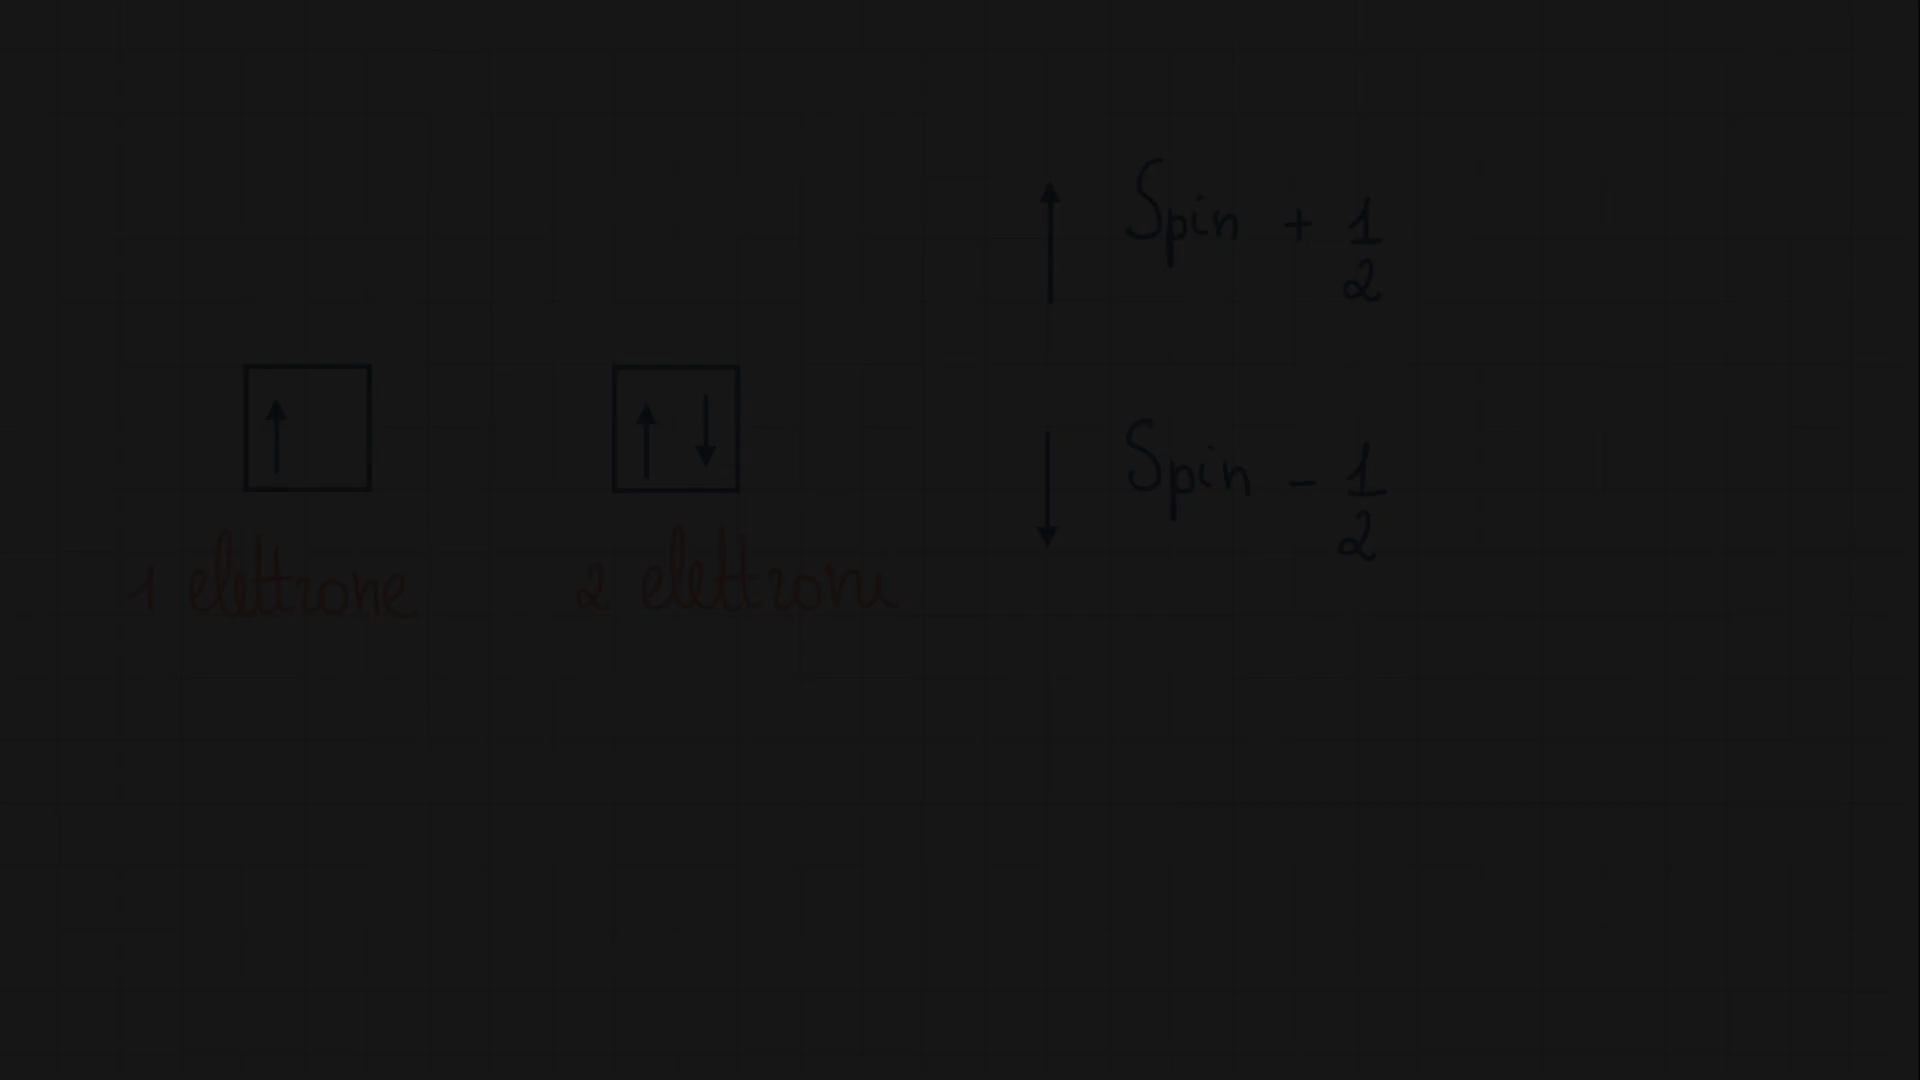 Spin + 1/2
Spin - 1/2
1 elettrone
2 elettroni